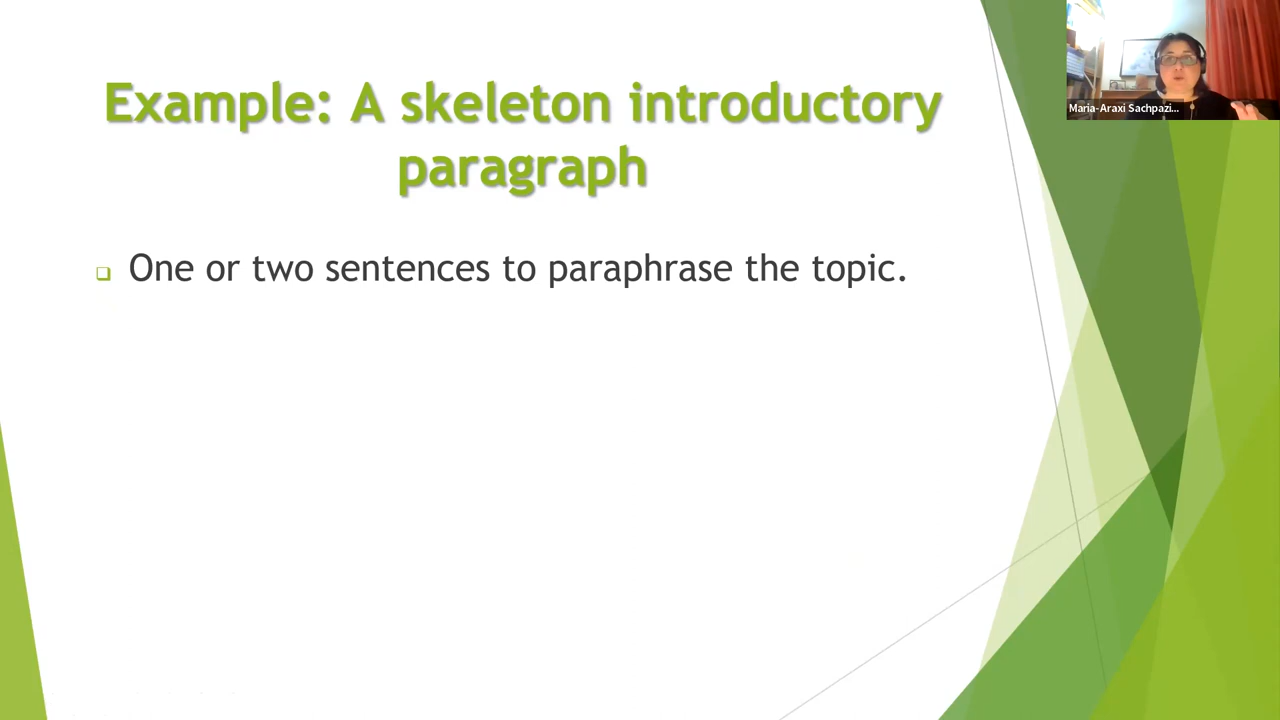 Example: A skeleton introductory
paragraph
One or two sentences to paraphrase the topic.
Maria-Araxi Sachpazi...